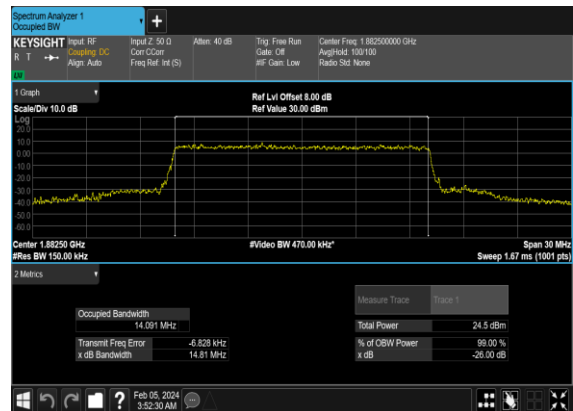 Spectrum Analyzer 1
Occupied BW
KEYSIGHT
R T
LV
Input: RF
Coupling: DC
Align: Auto
Input Z: 50 Ω
Corr CCorr
Freq Ref: Int (S)
Atten: 40 dB
Trig: Free Run
Gate: Off
#IF Gain: Low
Center Freq: 1.882500000 GHz
Avg|Hold: 100/100
Radio Std: None
1 Graph
Scale/Div 10.0 dB
Ref Lvl Offset 8.00 dB
Ref Value 30.00 dBm
Log
20.0
10.0
0.00
-10.0
-20.0
-30.0
-40.0
-50.0
-60.0
Center 1.88250 GHz
#Video BW 470.00 kHz*
Span 30 MHz
#Res BW 150.00 kHz
Sweep 1.67 ms (1001 pts)
2 Metrics
Measure Trace
Trace 1
Occupied Bandwidth
14.091 MHz
Total Power
24.5 dBm
Transmit Freq Error
-6.828 kHz
% of OBW Power
99.00 %
x dB Bandwidth
14.81 MHz
x dB
-26.00 dB
?
Feb 05, 2024
3:52:30 AM